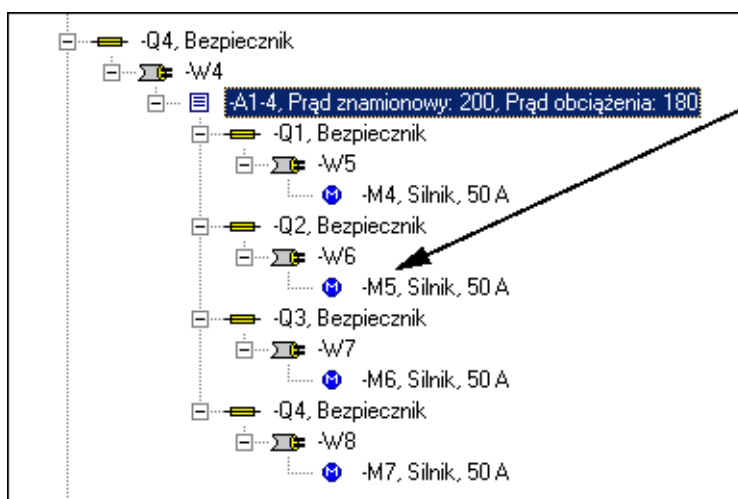 -Q4, Bezpiecznik
-W4
-A1-4, Prąd znamionowy: 200, Prąd obciążenia: 180
-Q1, Bezpiecznik
-W5
-M4, Silnik, 50 A
-Q2, Bezpiecznik
-W6
-M5, Silnik, 50 A
-Q3, Bezpiecznik
-W7
-M6, Silnik, 50 A
-Q4, Bezpiecznik
-W8
-M7, Silnik, 50 A